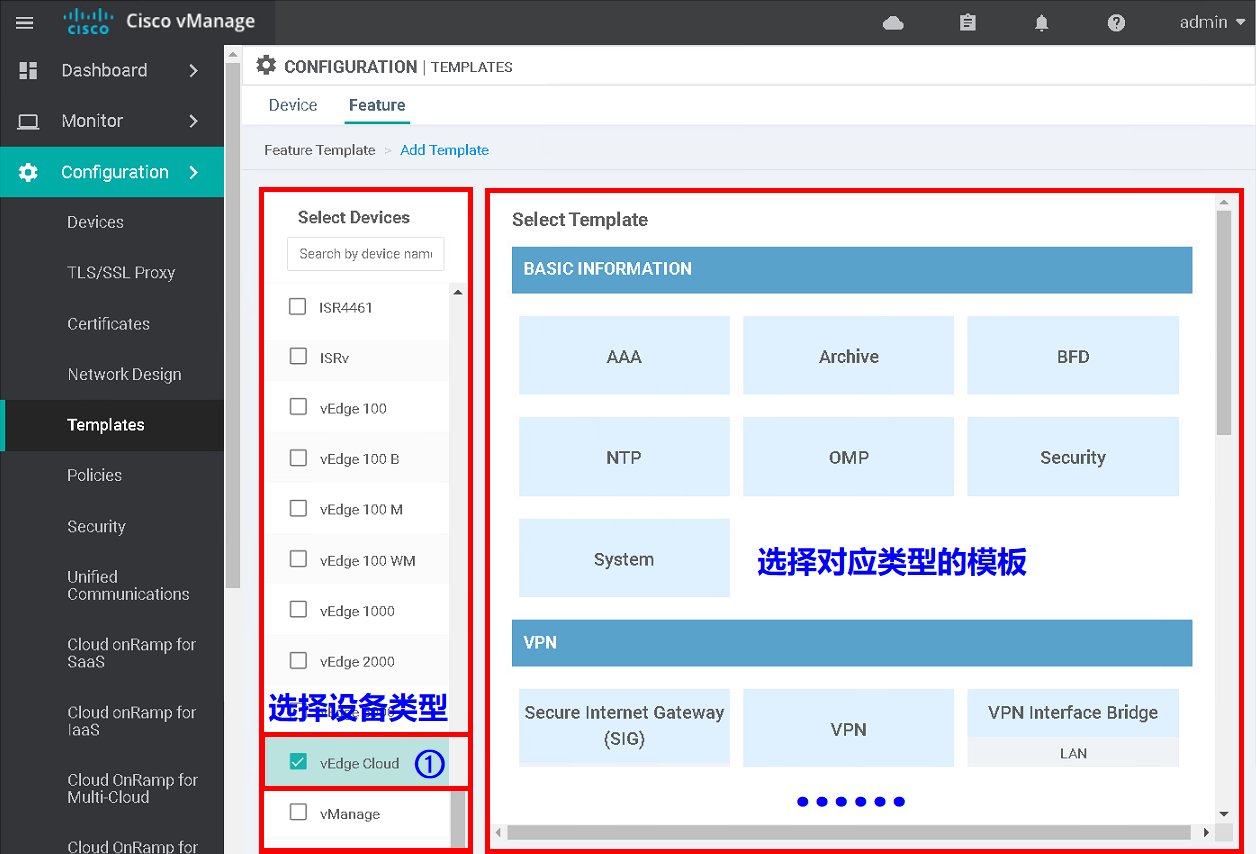 cisco Cisco vManage
admin
Dashboard
Monitor
Configuration
Devices
TLS/SSL Proxy
Certificates
Network Design
Templates
Policies
Security
Unified
Communications
Cloud onRamp for
SaaS
Cloud onRamp for
IaaS
Cloud OnRamp for
Multi-Cloud
Cloud OnRamp for
CONFIGURATION | TEMPLATES
Device Feature
Feature Template > Add Template
Select Devices
Search by device name
ISR4461
ISRv
vEdge 100
vEdge 100 B
vEdge 100 M
vEdge 100 WM
vEdge 1000
vEdge 2000
选择设备类型
vEdge Cloud ①
vManage
Select Template
BASIC INFORMATION
AAA Archive BFD
NTP OMP Security
System
选择对应类型的模板
VPN
Secure Internet Gateway
(SIG)
VPN
VPN Interface Bridge
LAN
••••••